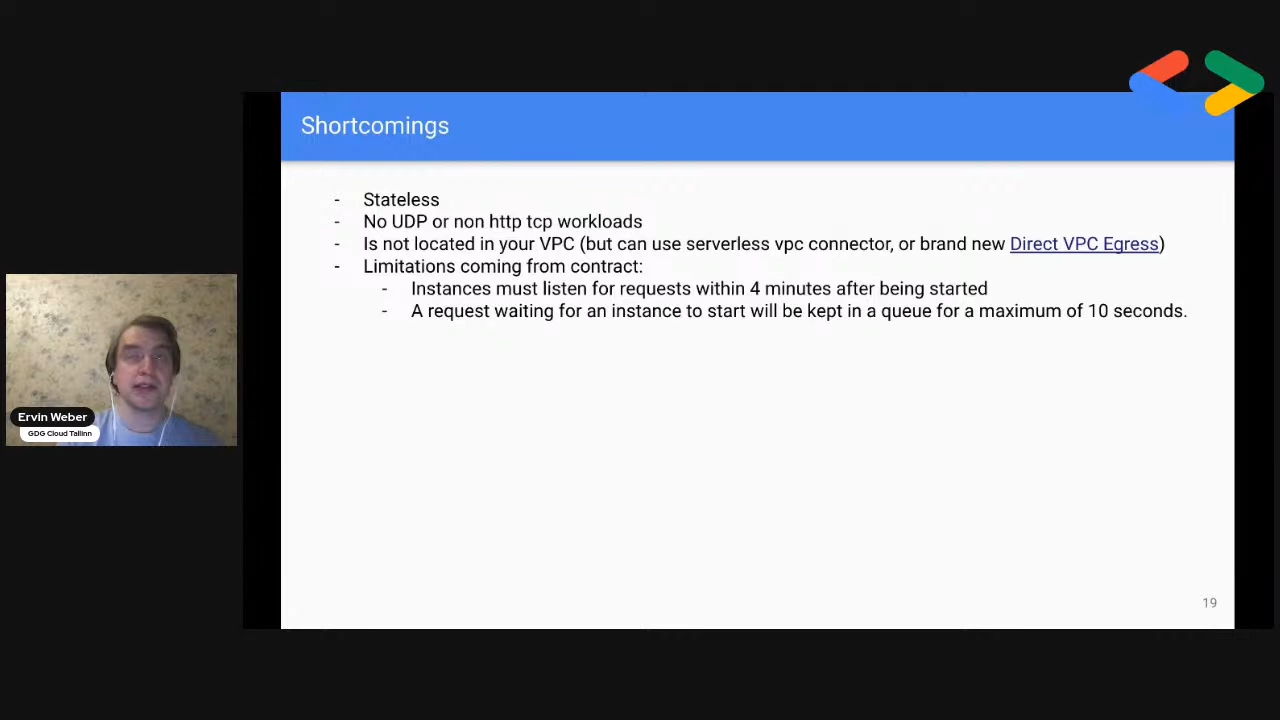 Shortcomings
- Stateless
- No UDP or non http tcp workloads
- Is not located in your VPC (but can use serverless vpc connector, or brand new Direct VPC Egress)
- Limitations coming from contract:
- Instances must listen for requests within 4 minutes after being started
- A request waiting for an instance to start will be kept in a queue for a maximum of 10 seconds.
Ervin Weber
GDG Cloud Tallinn
19